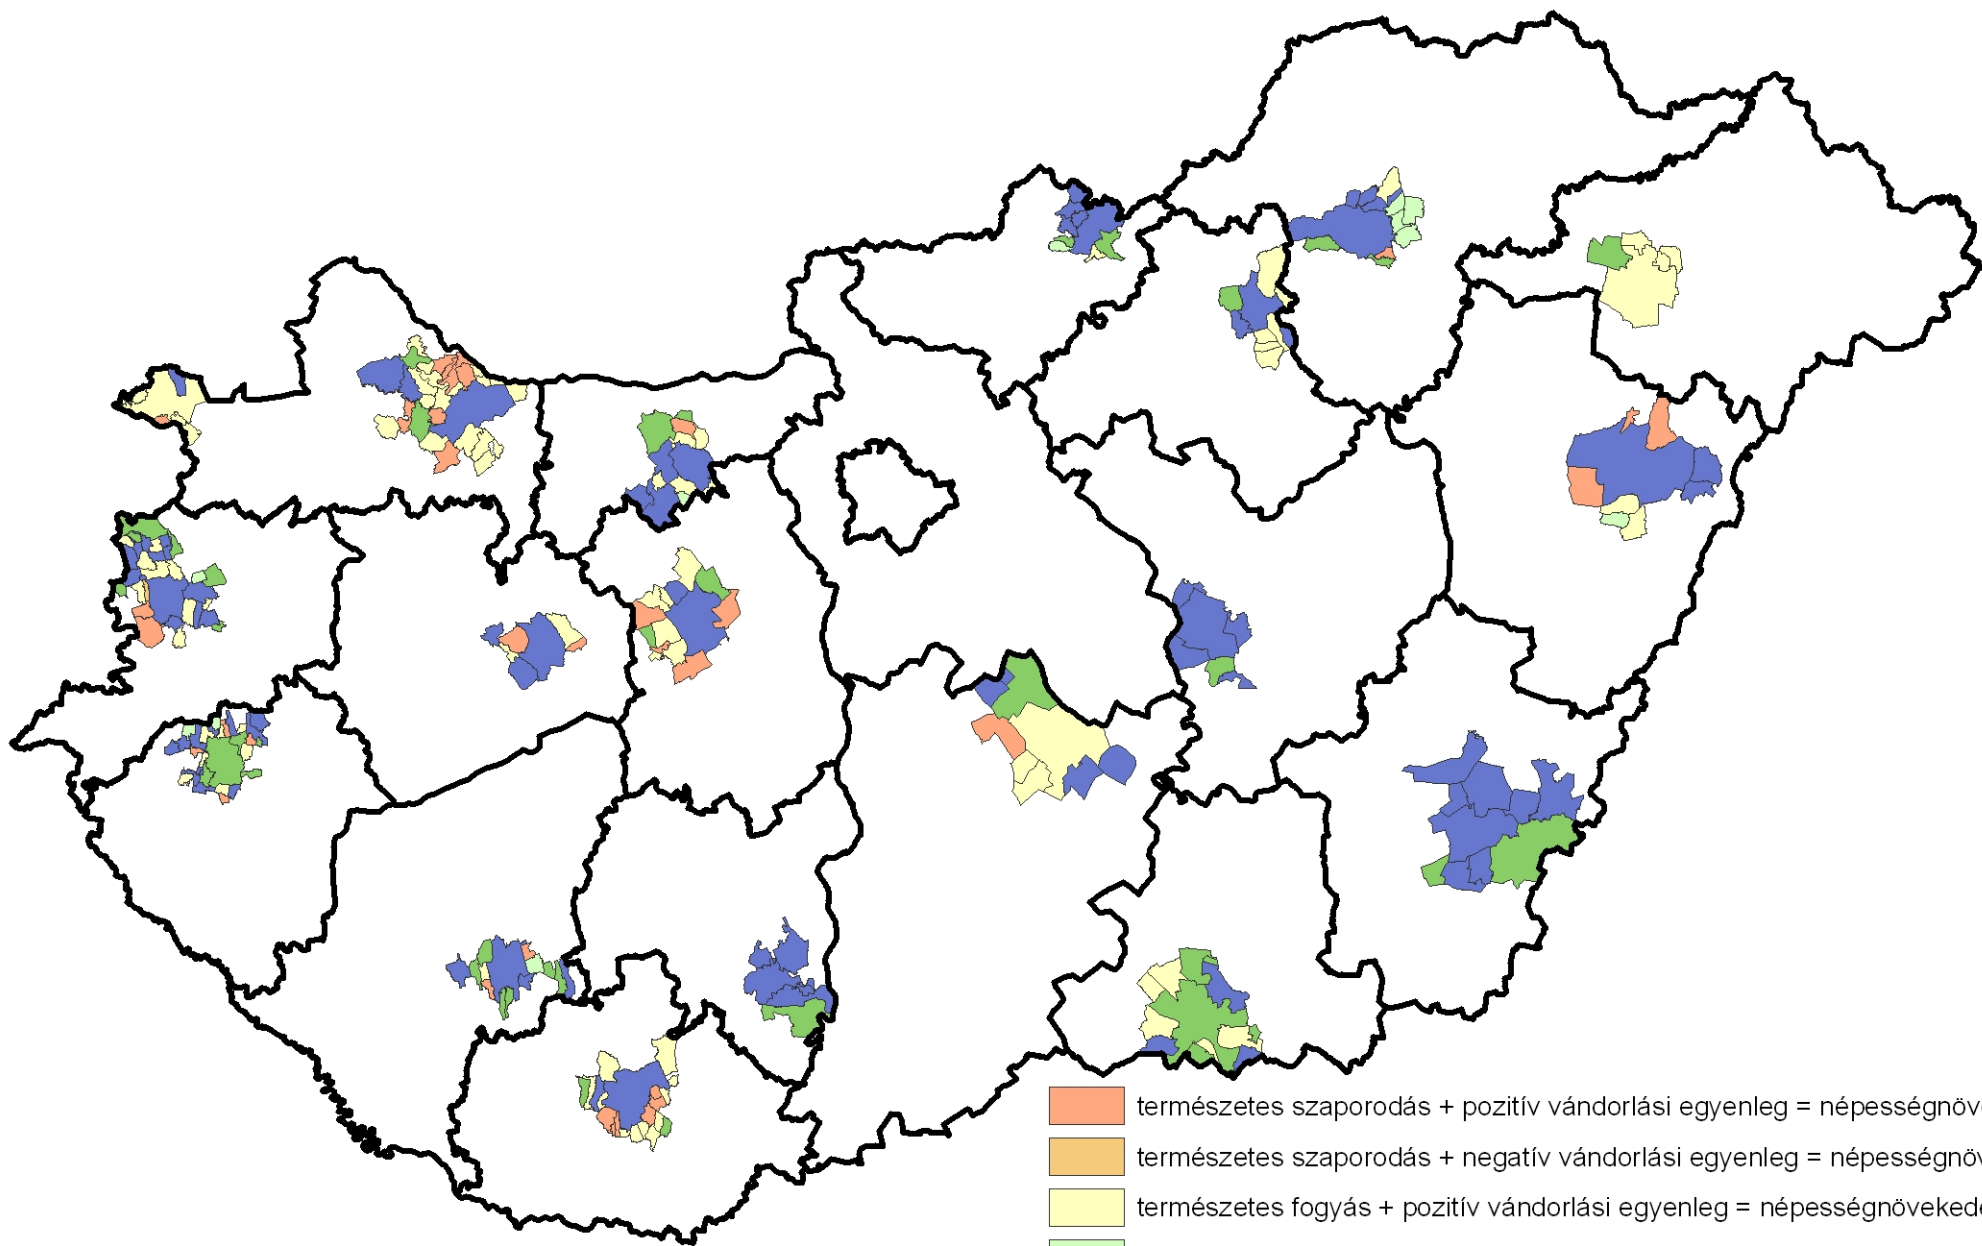 természetes szaporodás + pozitív vándorlási egyenleg = népességnöv
természetes szaporodás + negatív vándorlási egyenleg = népességnöv
természetes fogyás + pozitív vándorlási egyenleg = népességnöveked